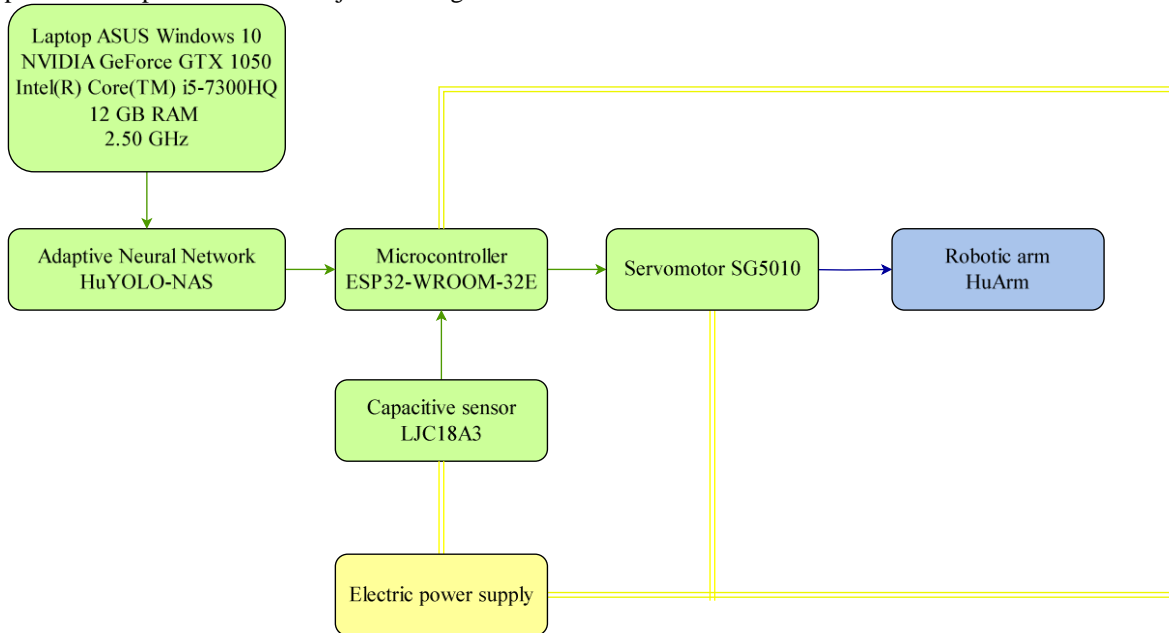 Laptop ASUS Windows 10
NVIDIA GeForce GTX 1050
Intel(R) Core(TM) i5-7300HQ
12 GB RAM
2.50 GHz
Adaptive Neural Network
HuYOLO-NAS
Microcontroller
ESP32-WROOM-32E
Servomotor SG5010
Robotic arm
HuArm
Capacitive sensor
LJC18A3
Electric power supply